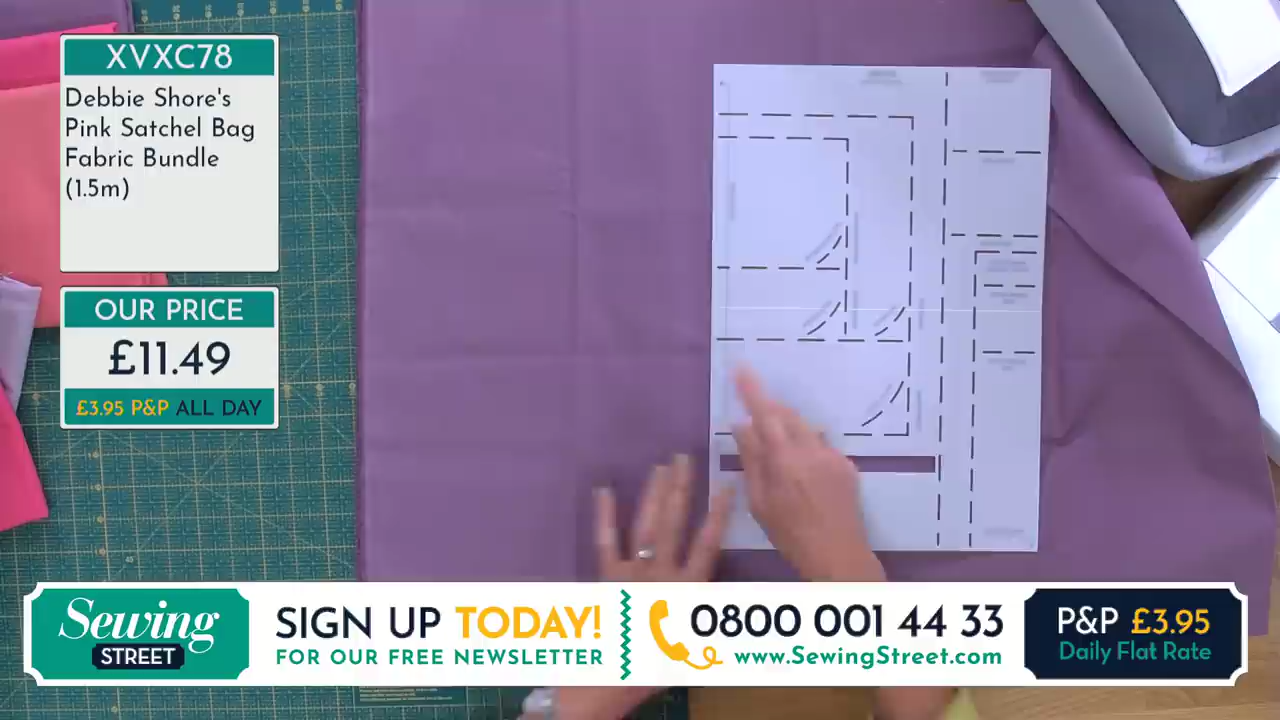 XVXC78
Debbie Shore's
Pink Satchel Bag
Fabric Bundle
(1.5m)
OUR PRICE
£11.49
£3.95 P&P ALL DAY
Sewing
STREET
SIGN UP TODAY!
FOR OUR FREE NEWSLETTER
0800 001 44 33
www.SewingStreet.com
P&P £3.95
Daily Flat Rate